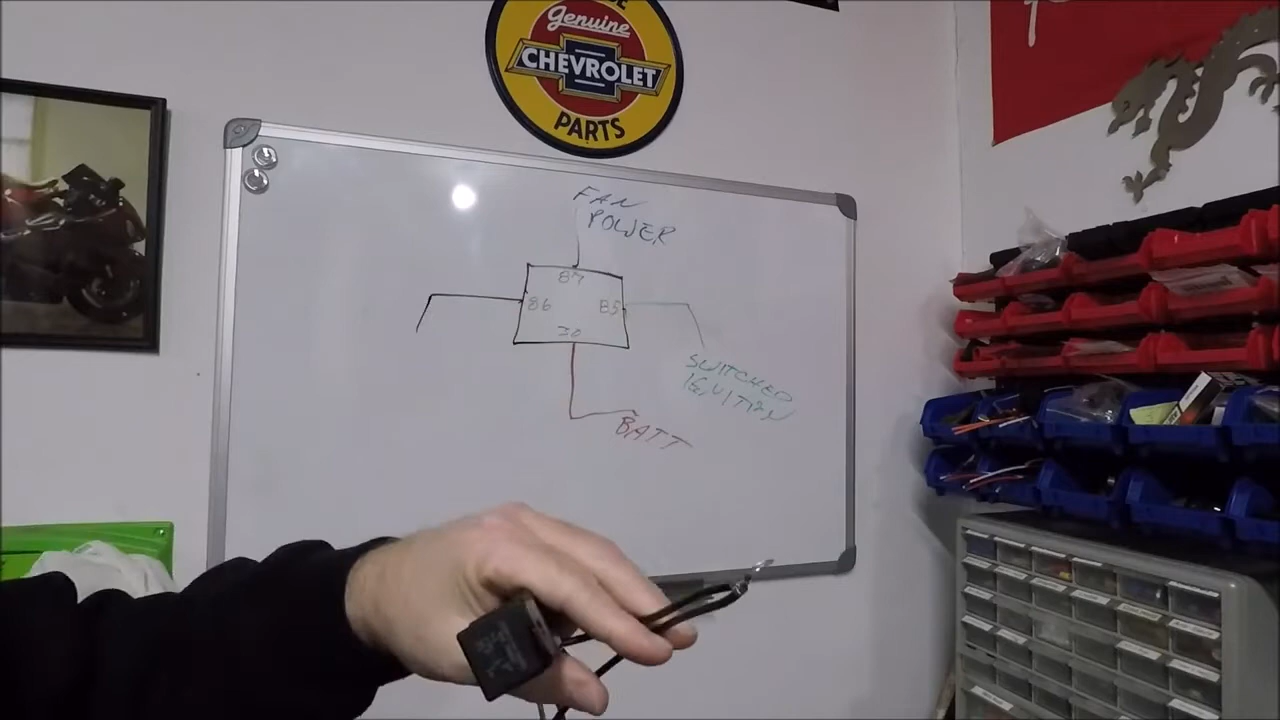 Genuine
CHEVROLET
PARTS
FAN
POWER
87
86
85
30
SWITCHED
IGNITION
BATT